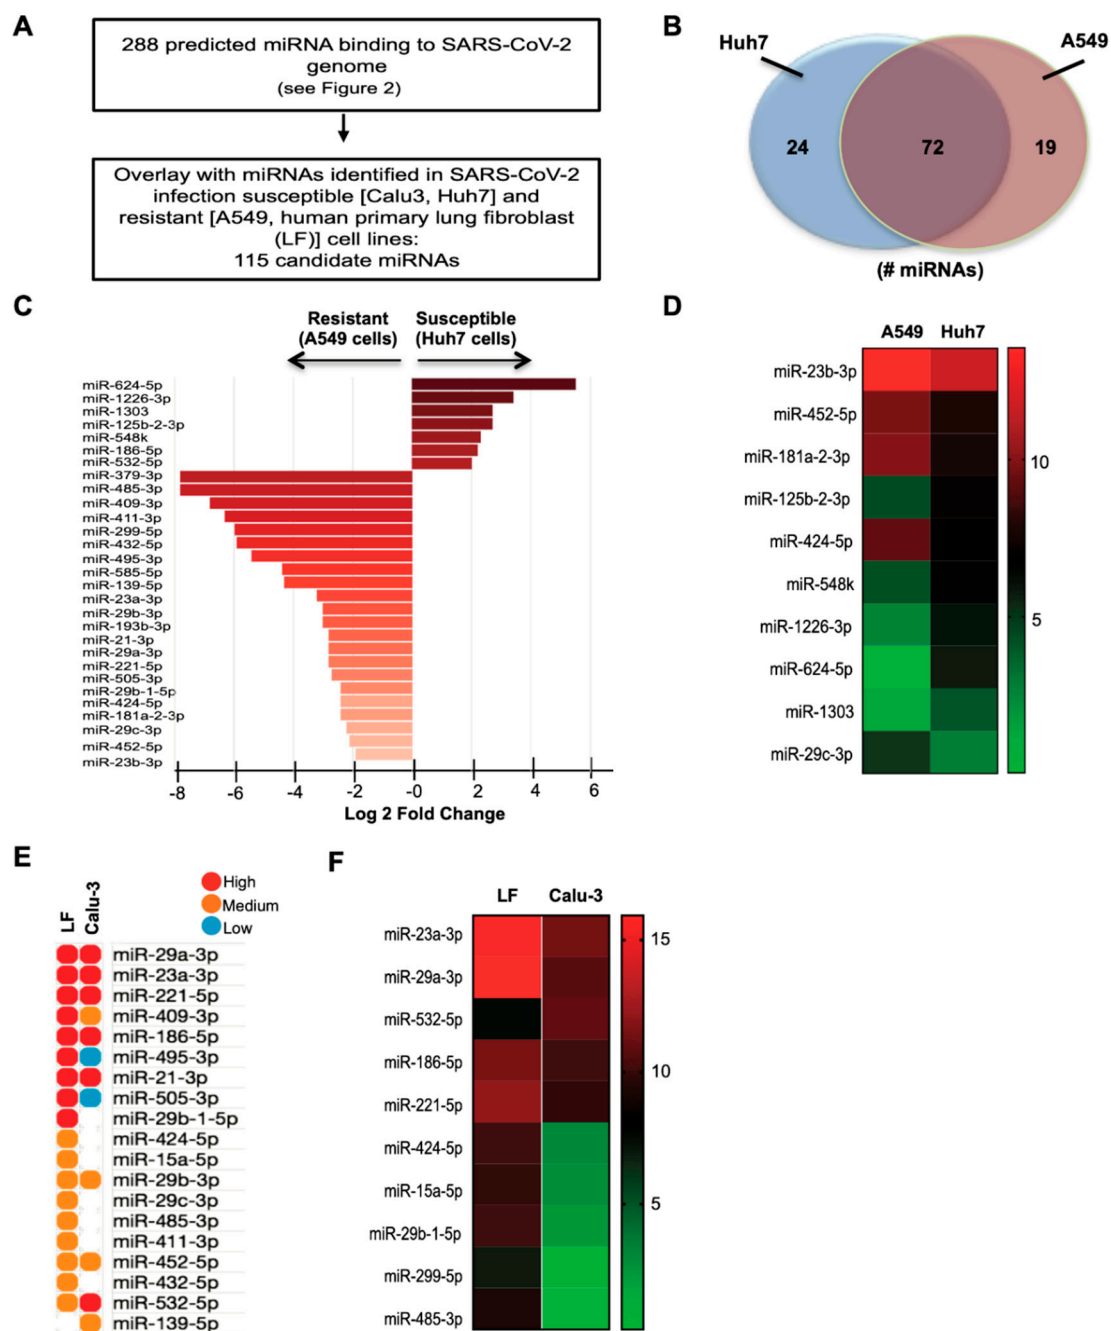 A
288 predicted miRNA binding to SARS-CoV-2
genome
(see Figure 2)
Overlay with miRNAs identified in SARS-CoV-2
infection susceptible [Calu3, Huh7] and
resistant [A549, human primary lung fibroblast
(LF)] cell lines:
115 candidate miRNAs
B
Huh7
A549
24
72
19
(# miRNAs)
C
Resistant
(A549 cells)
Susceptible
(Huh7 cells)
miR-624-5p
miR-1226-3p
miR-1303
miR-125b-2-3p
miR-548k
miR-186-5p
miR-532-5p
miR-379-3p
miR-485-3p
miR-409-3p
miR-411-3p
miR-299-5p
miR-432-5p
miR-495-3p
miR-585-5p
miR-139-5p
miR-23a-3p
miR-29b-3p
miR-193b-3p
miR-21-3p
miR-29a-3p
miR-221-5p
miR-505-3p
miR-29b-1-5p
miR-424-5p
miR-181a-2-3p
miR-29c-3p
miR-452-5p
miR-23b-3p
-8 -6 -4 -2 -0 2 4 6
Log 2 Fold Change
D
A549 Huh7
miR-23b-3p
miR-452-5p
miR-181a-2-3p
miR-125b-2-3p
miR-424-5p
miR-548k
miR-1226-3p
miR-624-5p
miR-1303
miR-29c-3p
10
5
E
LF
Calu-3
High
Medium
Low
miR-29a-3p
miR-23a-3p
miR-221-5p
miR-409-3p
miR-186-5p
miR-495-3p
miR-21-3p
miR-505-3p
miR-29b-1-5p
miR-424-5p
miR-15a-5p
miR-29b-3p
miR-29c-3p
miR-485-3p
miR-411-3p
miR-452-5p
miR-432-5p
miR-532-5p
miR-139-5p
F
LF Calu-3
miR-23a-3p
miR-29a-3p
miR-532-5p
miR-186-5p
miR-221-5p
miR-424-5p
miR-15a-5p
miR-29b-1-5p
miR-299-5p
miR-485-3p
15
10
5